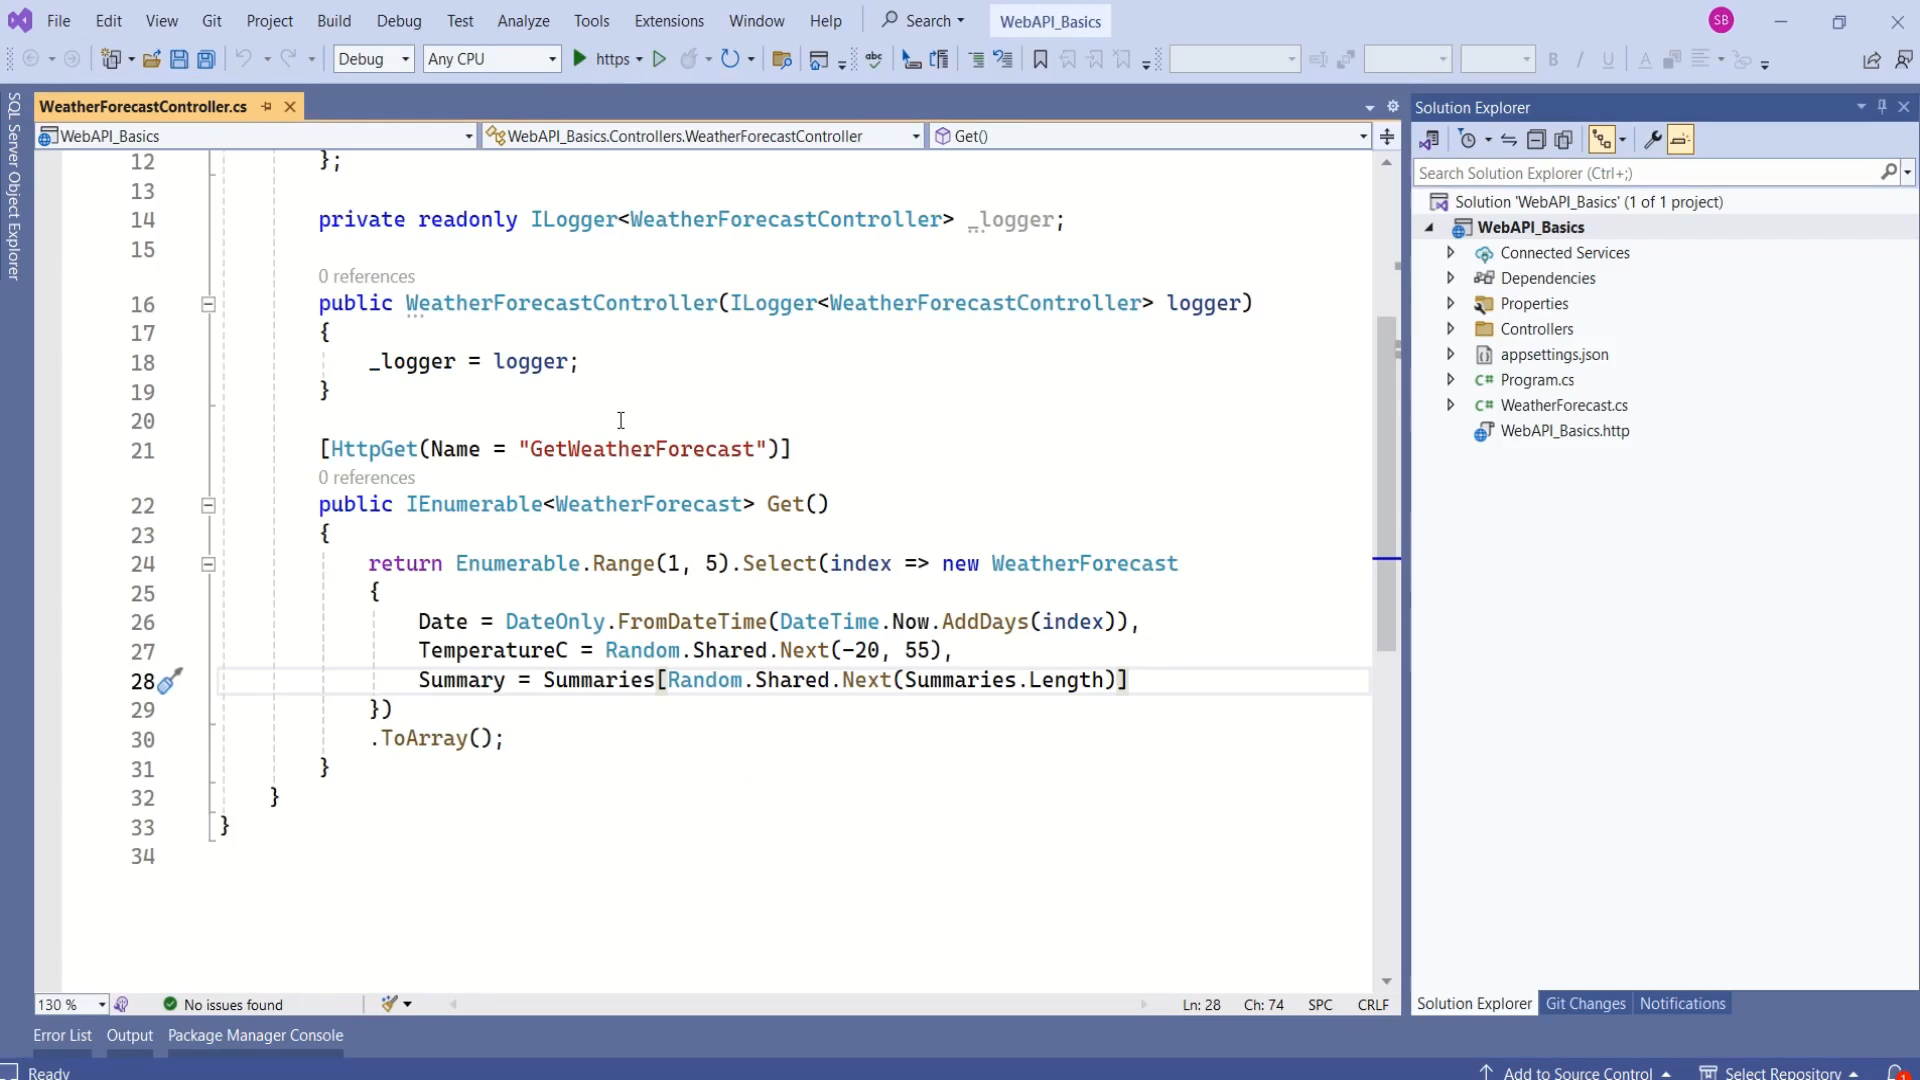 File Edit View Git Project Build Debug Test Analyze Tools Extensions Window Help Search WebAPI_Basics SB
Debug Any CPU https
SQL Server Object Explorer
WeatherForecastController.cs
WebAPI_Basics WebAPI_Basics.Controllers.WeatherForecastController Get()
12 };
13
14 private readonly ILogger<WeatherForecastController> _logger;
15
0 references
16 public WeatherForecastController(ILogger<WeatherForecastController> logger)
17 {
18 _logger = logger;
19 }
20
21 [HttpGet(Name = "GetWeatherForecast")]
0 references
22 public IEnumerable<WeatherForecast> Get()
23 {
24 return Enumerable.Range(1, 5).Select(index => new WeatherForecast
25 {
26 Date = DateOnly.FromDateTime(DateTime.Now.AddDays(index)),
27 TemperatureC = Random.Shared.Next(-20, 55),
28 Summary = Summaries[Random.Shared.Next(Summaries.Length)]
29 })
30 .ToArray();
31 }
32 }
33 }
34
130 % No issues found Ln: 28 Ch: 74 SPC CRLF
Solution Explorer
Search Solution Explorer (Ctrl+;)
Solution 'WebAPI_Basics' (1 of 1 project)
WebAPI_Basics
Connected Services
Dependencies
Properties
Controllers
appsettings.json
C# Program.cs
C# WeatherForecast.cs
WebAPI_Basics.http
Solution Explorer Git Changes Notifications
Error List Output Package Manager Console
Ready Add to Source Control Select Repository